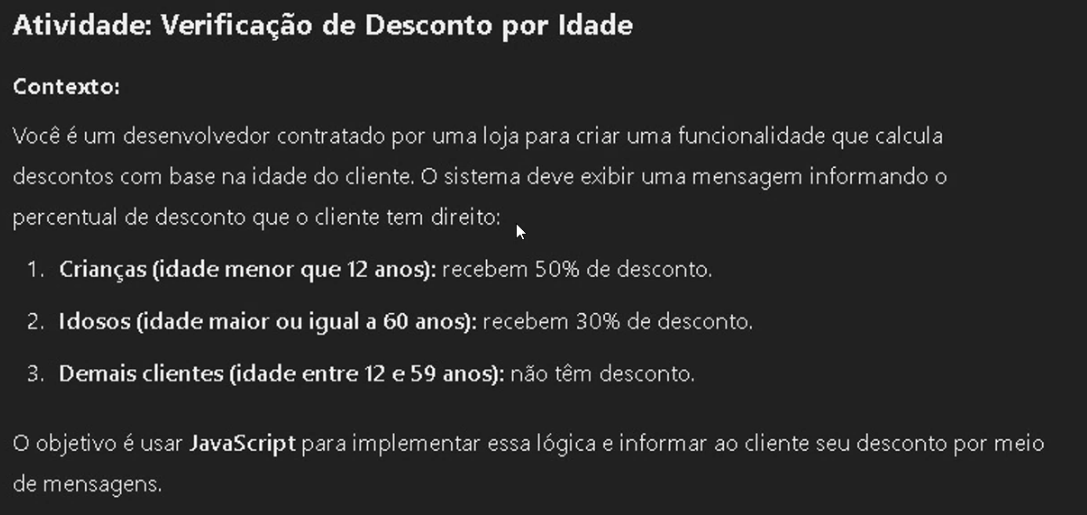 Atividade: Verificação de Desconto por Idade
Contexto:
Você é um desenvolvedor contratado por uma loja para criar uma funcionalidade que calcula
descontos com base na idade do cliente. O sistema deve exibir uma mensagem informando o
percentual de desconto que o cliente tem direito:
1. Crianças (idade menor que 12 anos): recebem 50% de desconto.
2. Idosos (idade maior ou igual a 60 anos): recebem 30% de desconto.
3. Demais clientes (idade entre 12 e 59 anos): não têm desconto.
O objetivo é usar JavaScript para implementar essa lógica e informar ao cliente seu desconto por meio
de mensagens.